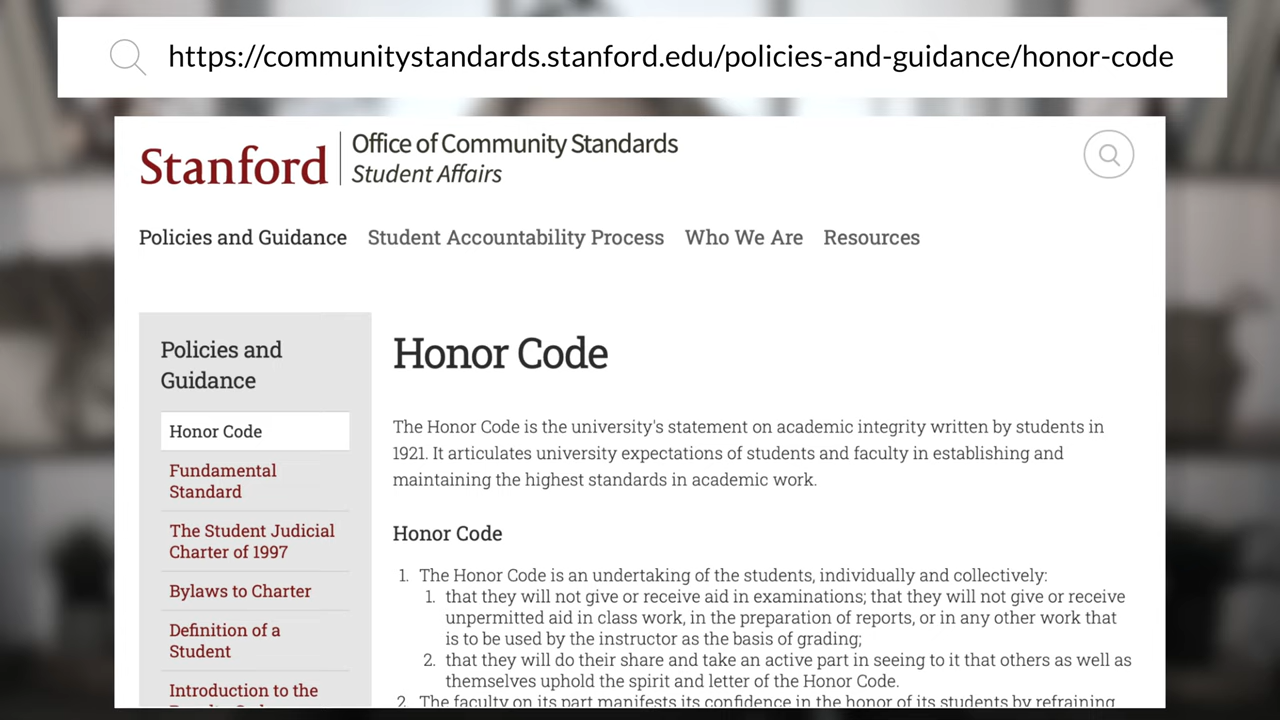 https://communitystandards.stanford.edu/policies-and-guidance/honor-code
Stanford
Office of Community Standards
Student Affairs
Policies and Guidance Student Accountability Process Who We Are Resources
Policies and
Guidance
Honor Code
Fundamental
Standard
The Student Judicial
Charter of 1997
Bylaws to Charter
Definition of a
Student
Introduction to the
Honor Code
The Honor Code is the university's statement on academic integrity written by students in
1921. It articulates university expectations of students and faculty in establishing and
maintaining the highest standards in academic work.
Honor Code
1. The Honor Code is an undertaking of the students, individually and collectively:
1. that they will not give or receive aid in examinations; that they will not give or receive
unpermitted aid in class work, in the preparation of reports, or in any other work that
is to be used by the instructor as the basis of grading;
2. that they will do their share and take an active part in seeing to it that others as well as
themselves uphold the spirit and letter of the Honor Code.
2. The faculty on its part manifests its confidence in the honor of its students by refraining